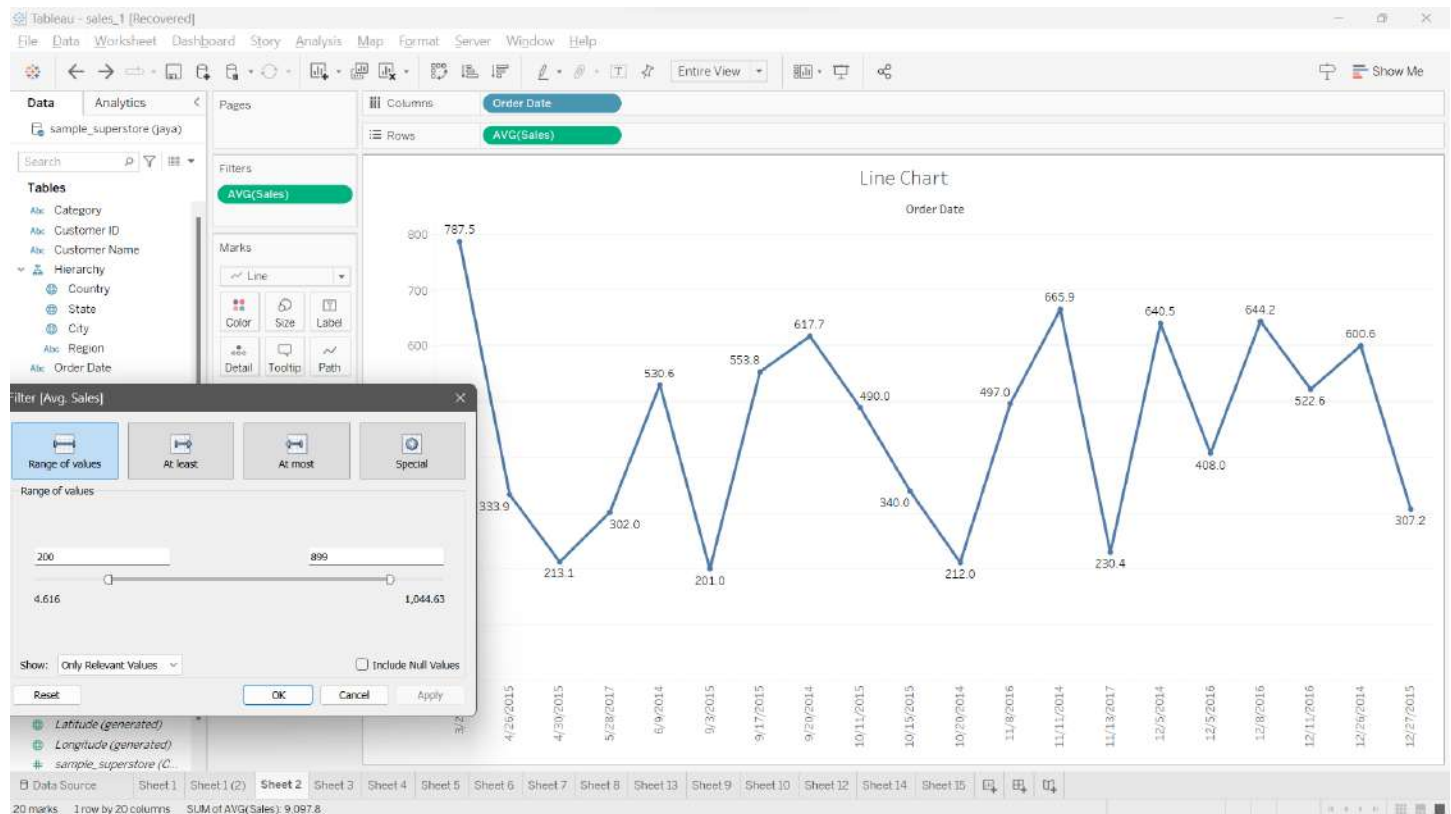 Tableau - sales_1 [Recovered]
File Data Worksheet Dashboard Story Analysis Map Format Server Window Help
Entire View
Show Me
Data Analytics
sample_superstore (jaya)
Search
Tables
Abc Category
Abc Customer ID
Abc Customer Name
Hierarchy
Country
State
City
Abc Region
Abc Order Date
Pages
Filters
AVG(Sales)
Marks
Line
Color Size Label
Detail Tooltip Path
Columns Order Date
Rows AVG(Sales)
Line Chart
Order Date
800
700
600
787.5
333.9
213.1
302.0
530.6
201.0
553.8
617.7
490.0
340.0
212.0
497.0
665.9
230.4
640.5
408.0
644.2
522.6
600.6
307.2
3/2
4/26/2015
4/30/2015
5/28/2017
6/9/2014
9/3/2015
9/17/2015
9/20/2014
10/11/2015
10/15/2015
10/20/2014
11/8/2016
11/11/2014
11/13/2017
12/5/2014
12/5/2016
12/8/2016
12/11/2016
12/26/2014
12/27/2015
Filter [Avg. Sales]
Range of values At least At most Special
Range of values
200 899
4.616 1,044.63
Show: Only Relevant Values Include Null Values
Reset OK Cancel Apply
Latitude (generated)
Longitude (generated)
sample_superstore (C...
Data Source Sheet 1 Sheet 1 (2) Sheet 2 Sheet 3 Sheet 4 Sheet 5 Sheet 6 Sheet 7 Sheet 8 Sheet 13 Sheet 9 Sheet 10 Sheet 12 Sheet 14 Sheet 15
20 marks 1 row by 20 columns SUM of AVG(Sales): 9,097.8